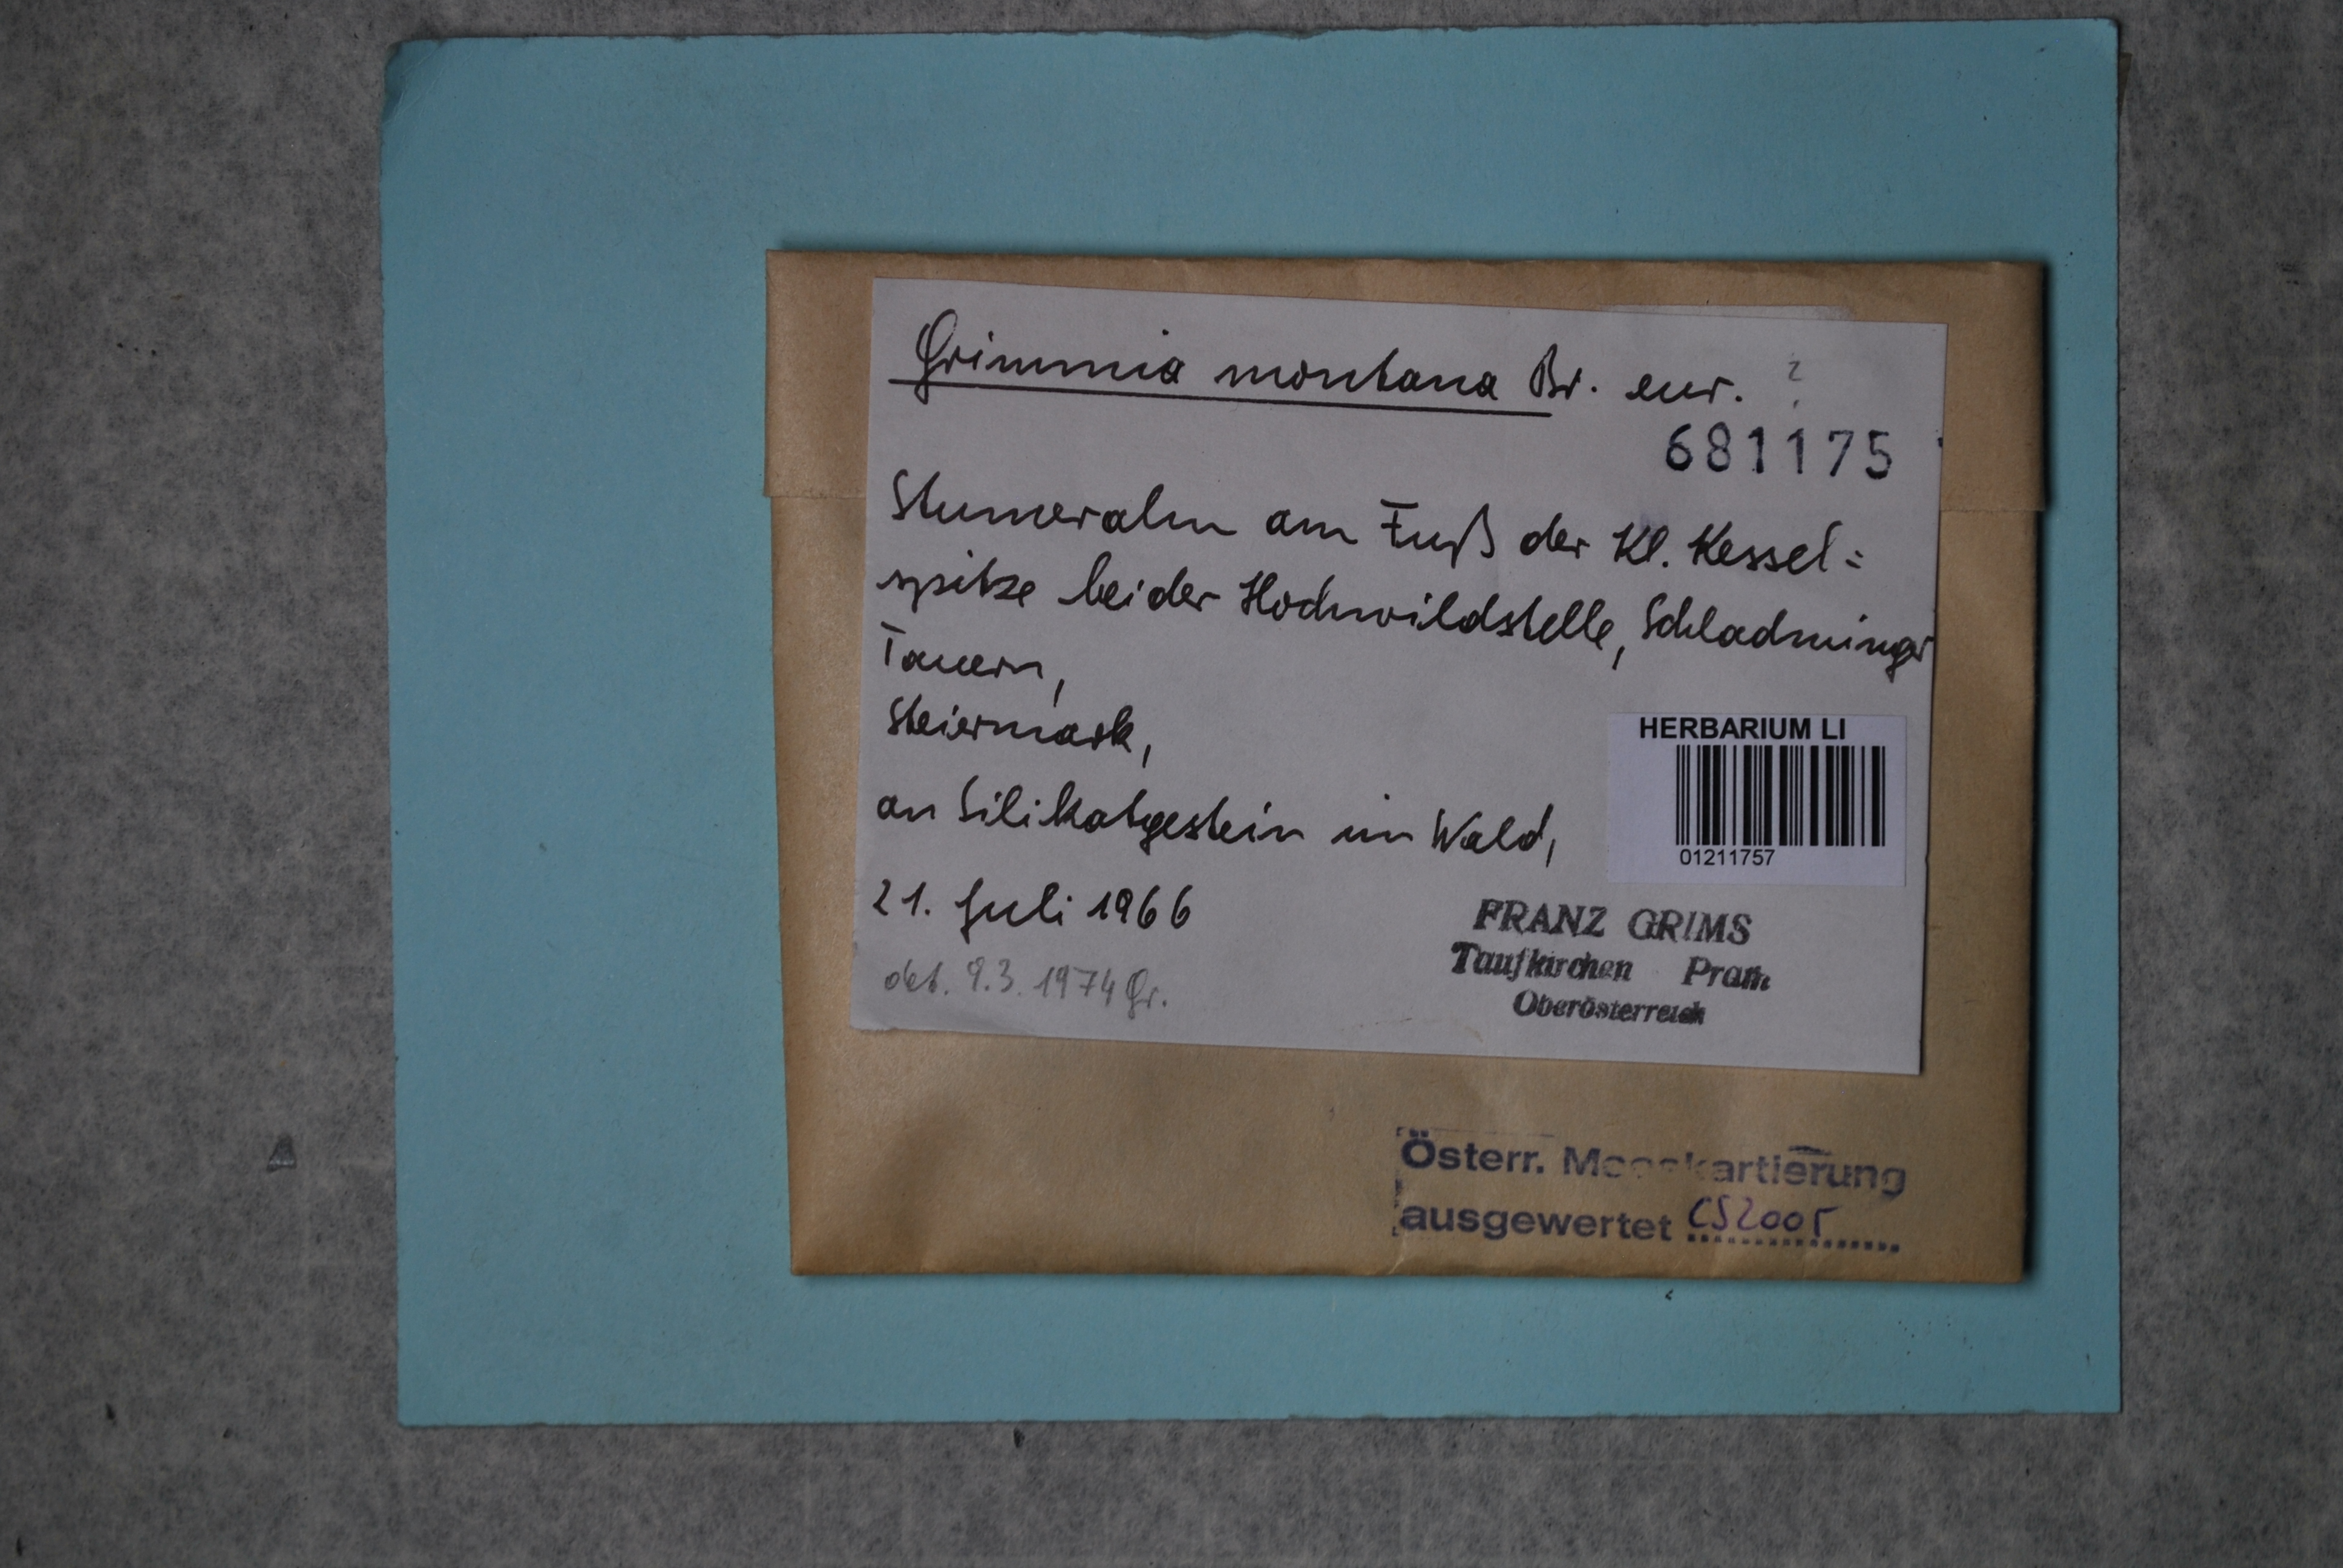 Grimmia montana Br. eur. ?
681175
Stumeralm am Fuß der Kl. Kessel=
spitze bei der Hochwildstelle, Schladminger
Tauern,
Steiermark,
an Silikatgestein im Wald,
21. Juli 1966
det. 9.3.1974 Gr.
HERBARIUM LI
01211757
FRANZ GRIMS
Taufkirchen Pram
Oberösterreich
Österr. Mooskartierung
ausgewertet CS2005